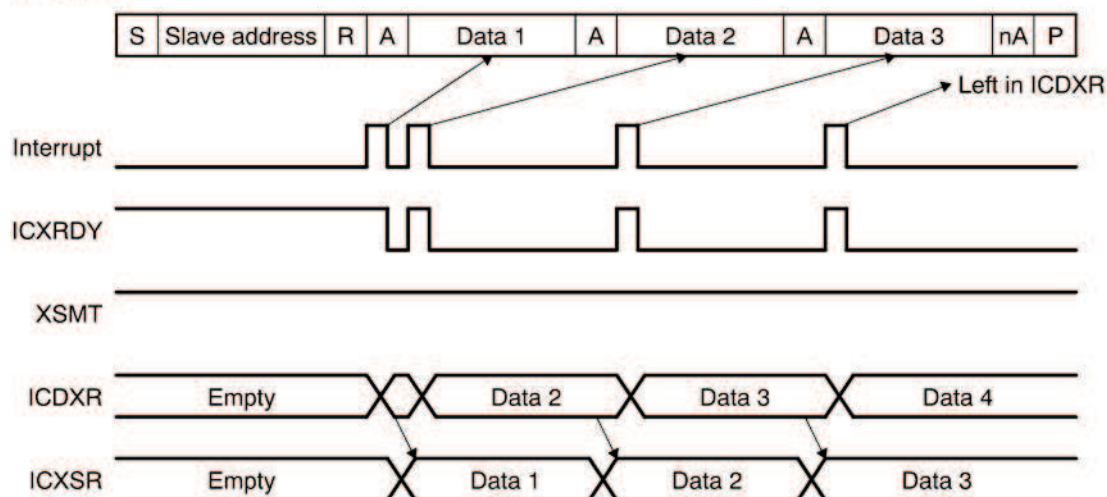 S Slave address R A Data 1 A Data 2 A Data 3 nA P
Left in ICDXR
Interrupt
ICXRDY
XSMT
ICDXR Empty Data 2 Data 3 Data 4
ICXSR Empty Data 1 Data 2 Data 3